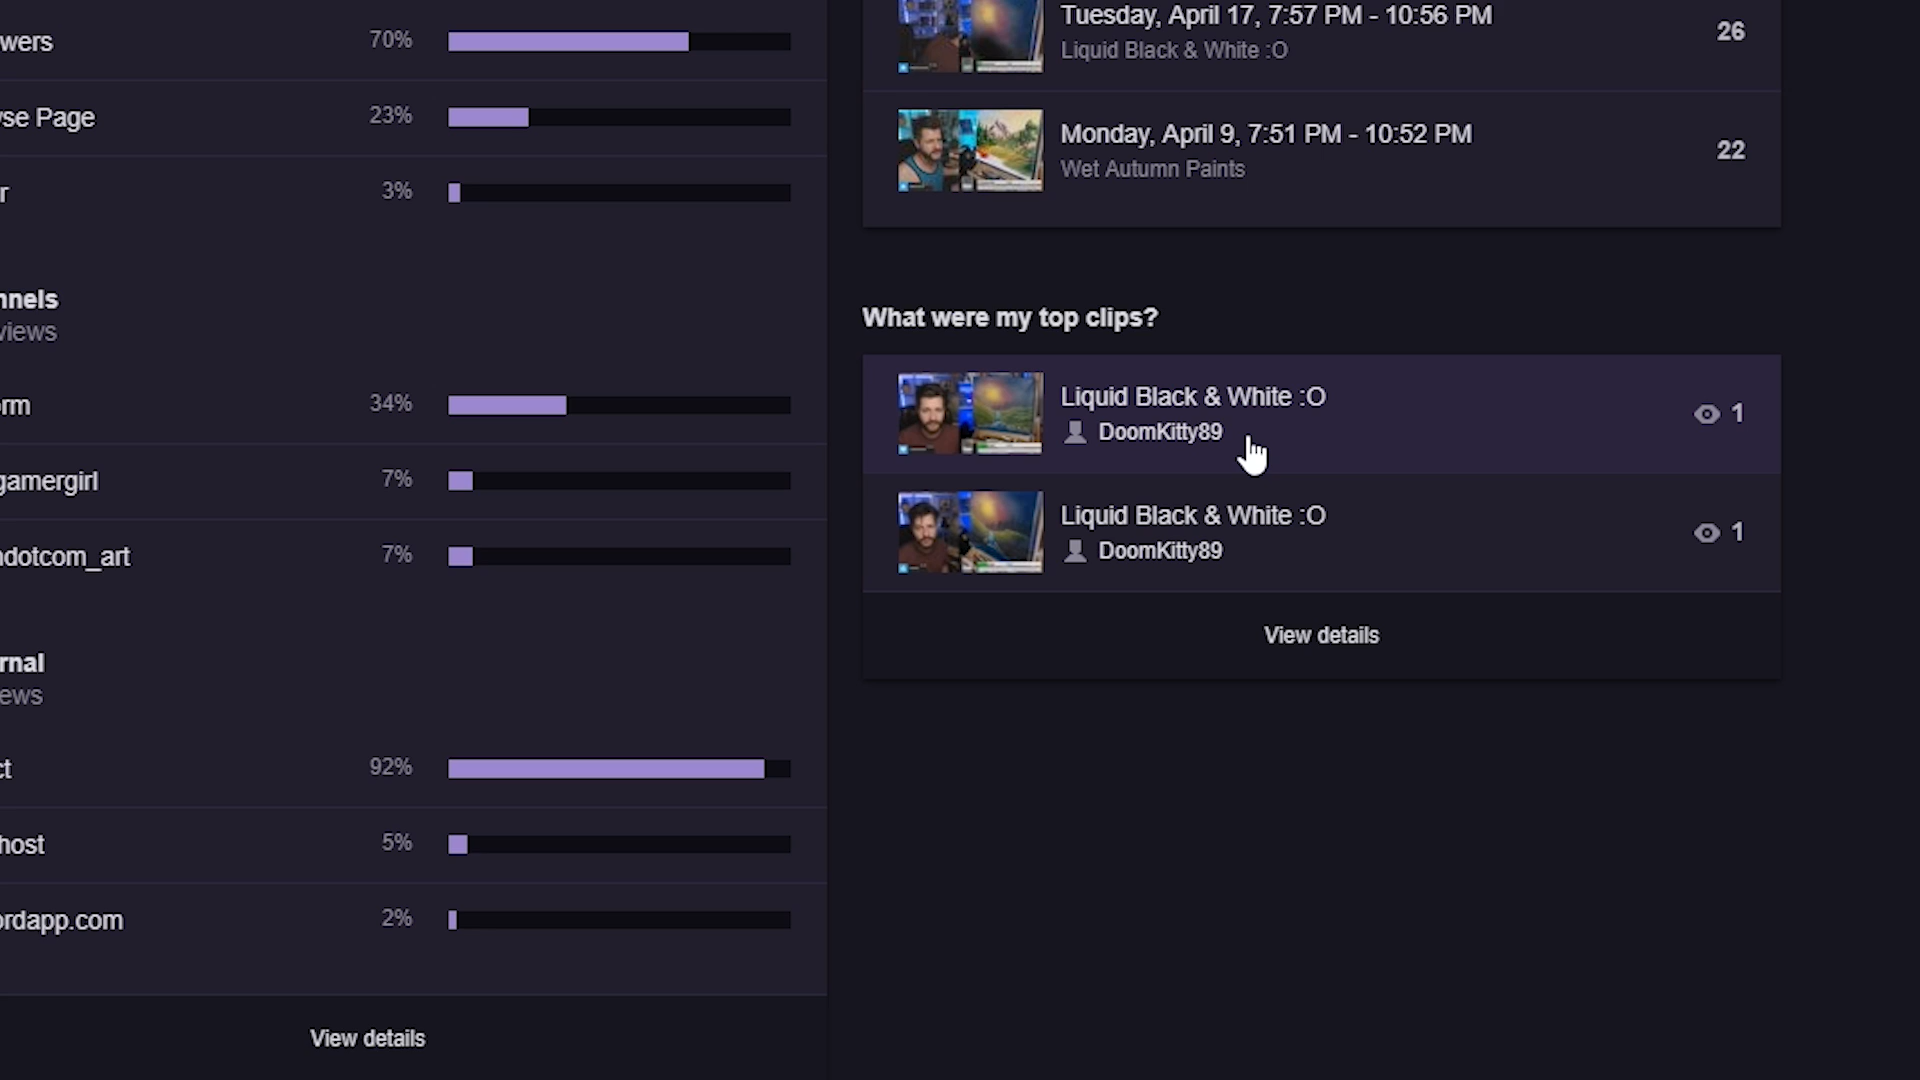 wers 70%
se Page 23%
r 3%
nnels
views
rm 34%
gamergirl 7%
dotcom_art 7%
rnal
ews
ct 92%
host 5%
ordapp.com 2%
View details
Tuesday, April 17, 7:57 PM - 10:56 PM
Liquid Black & White :O
26
Monday, April 9, 7:51 PM - 10:52 PM
Wet Autumn Paints
22
What were my top clips?
Liquid Black & White :O
DoomKitty89
1
Liquid Black & White :O
DoomKitty89
1
View details